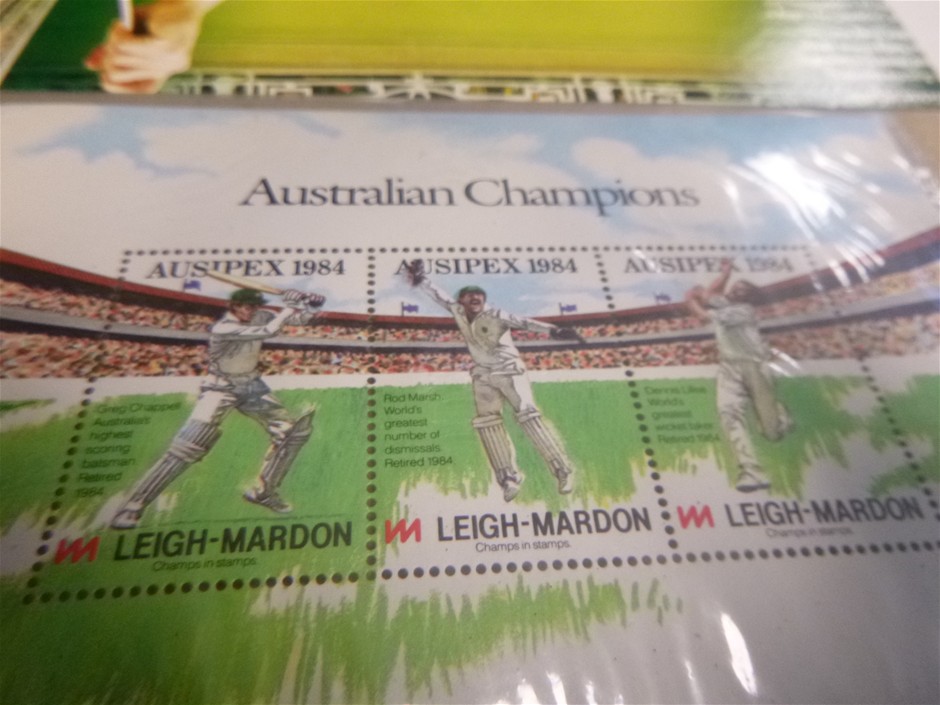 Australian Champions
AUSIPEX 1984
AUSIPEX 1984
AUSIPEX 1984
Greg Chappell
Australia's
highest
scoring
batsman
Retired
1984
Rod Marsh
World's
greatest
number of
dismissals
Retired 1984
Dennis Lillee
World's
greatest
wicket taker
Retired 1984
LEIGH-MARDON
Champs in stamps.
LEIGH-MARDON
Champs in stamps.
LEIGH-MARDON
Champs in stamps.